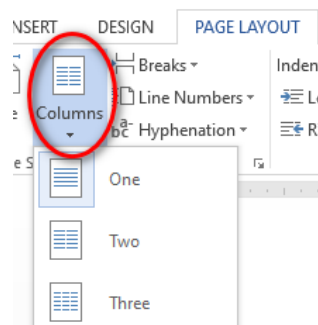 NSERT DESIGN PAGE LAYOUT
Breaks Inden
Line Numbers
Columns
Hyphenation R
One
Two
Three